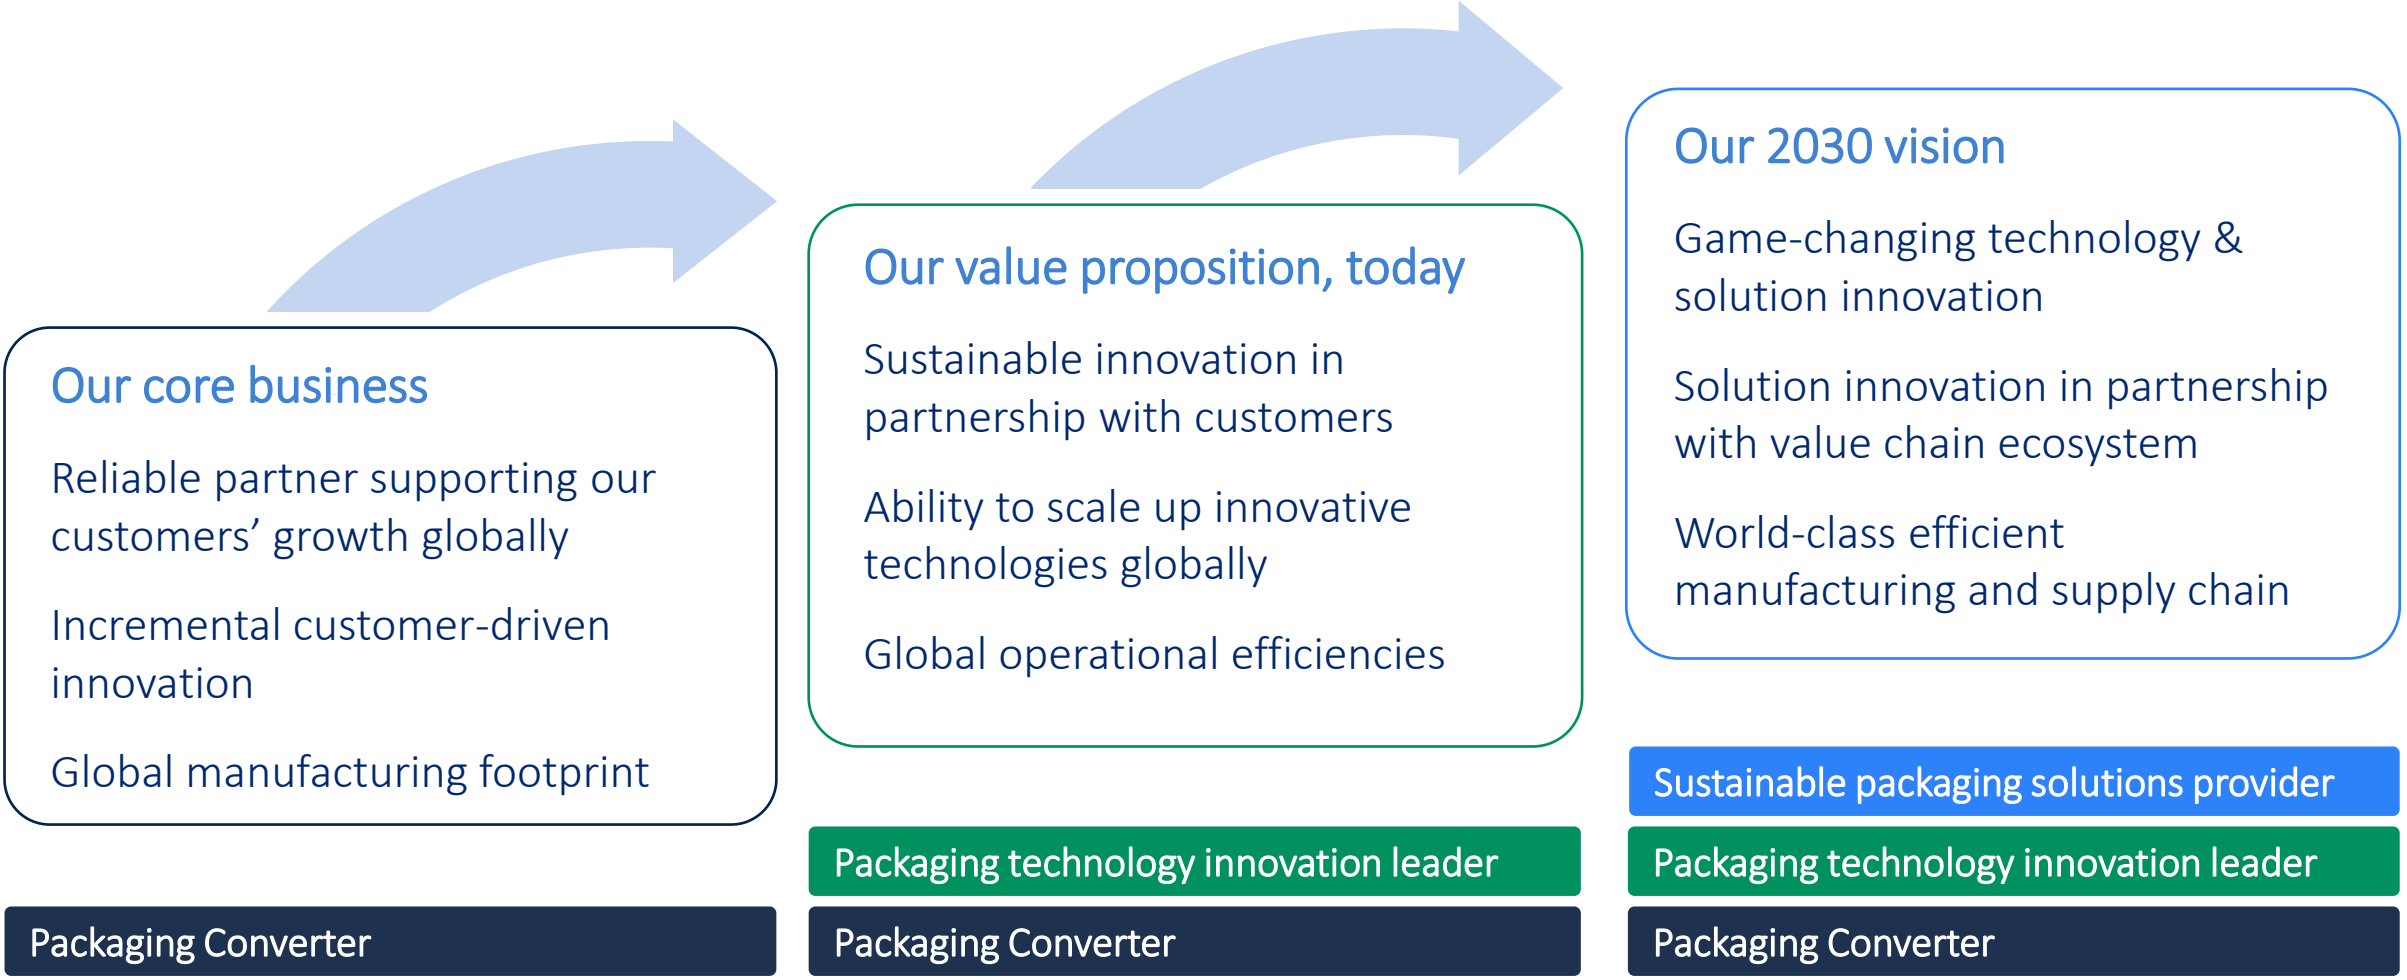 Our core business
Reliable partner supporting our
customers’ growth globally
Incremental customer-driven
innovation
Global manufacturing footprint
Packaging Converter
Our value proposition, today
Sustainable innovation in
partnership with customers
Ability to scale up innovative
technologies globally
Global operational efficiencies
Packaging technology innovation leader
Packaging Converter
Our 2030 vision
Game-changing technology &
solution innovation
Solution innovation in partnership
with value chain ecosystem
World-class efficient
manufacturing and supply chain
Sustainable packaging solutions provider
Packaging technology innovation leader
Packaging Converter